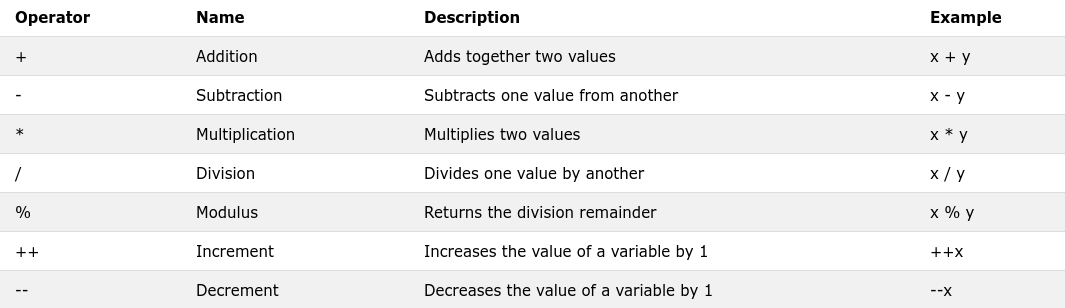 Operator Name Description Example
+ Addition Adds together two values x + y
- Subtraction Subtracts one value from another x - y
* Multiplication Multiplies two values x * y
/ Division Divides one value by another x / y
% Modulus Returns the division remainder x % y
++ Increment Increases the value of a variable by 1 ++x
-- Decrement Decreases the value of a variable by 1 --x